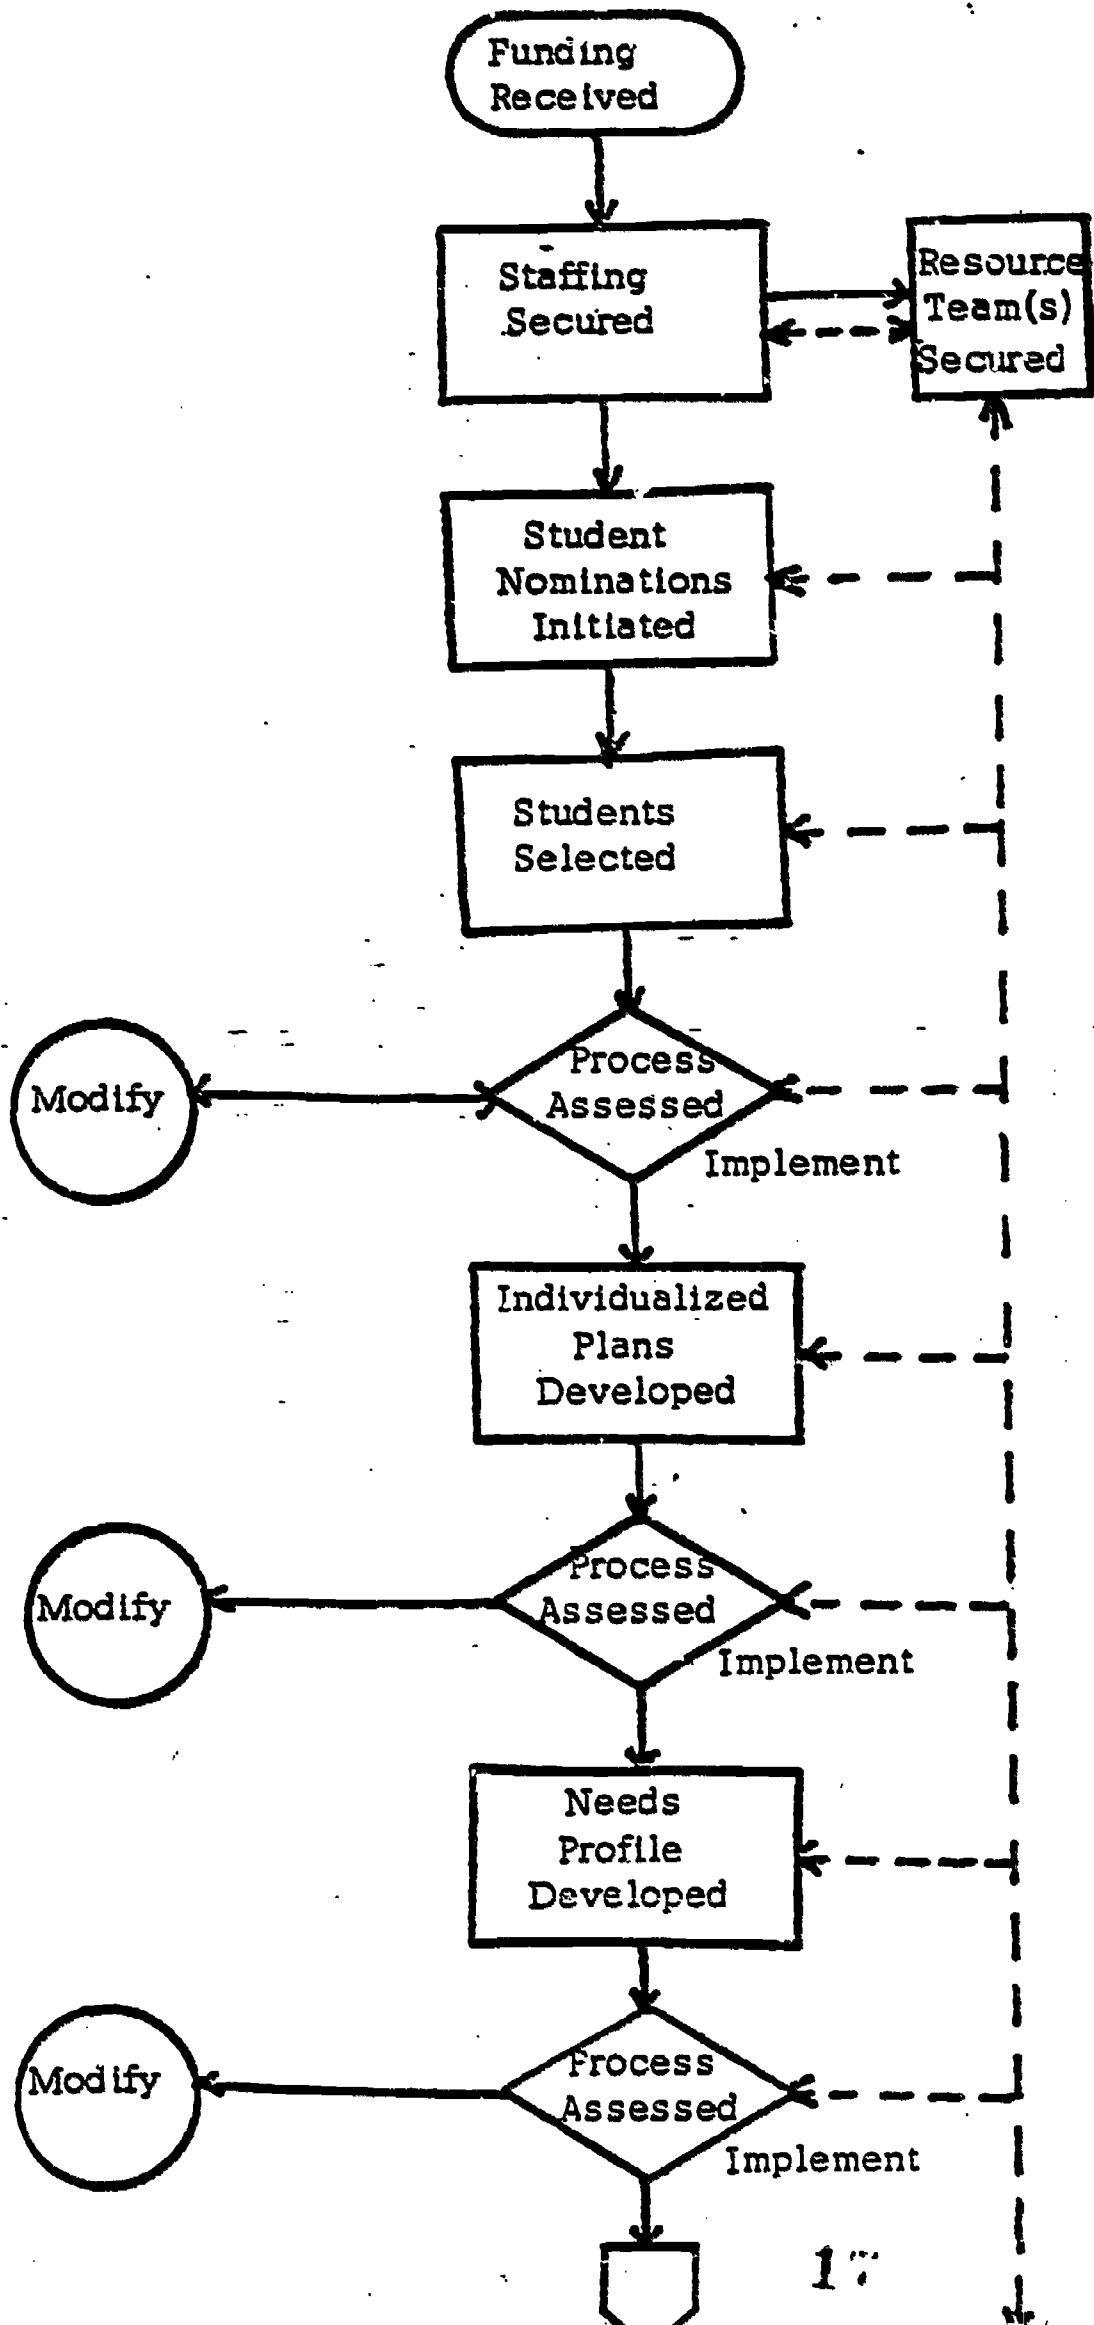 Funding
Received
Staffing
Secured
Resource
Team(s)
Secured
Student
Nominations
Initiated
Students
Selected
Process
Assessed
Modify
Implement
Individualized
Plans
Developed
Process
Assessed
Modify
Implement
Needs
Profile
Developed
Process
Assessed
Modify
Implement
17